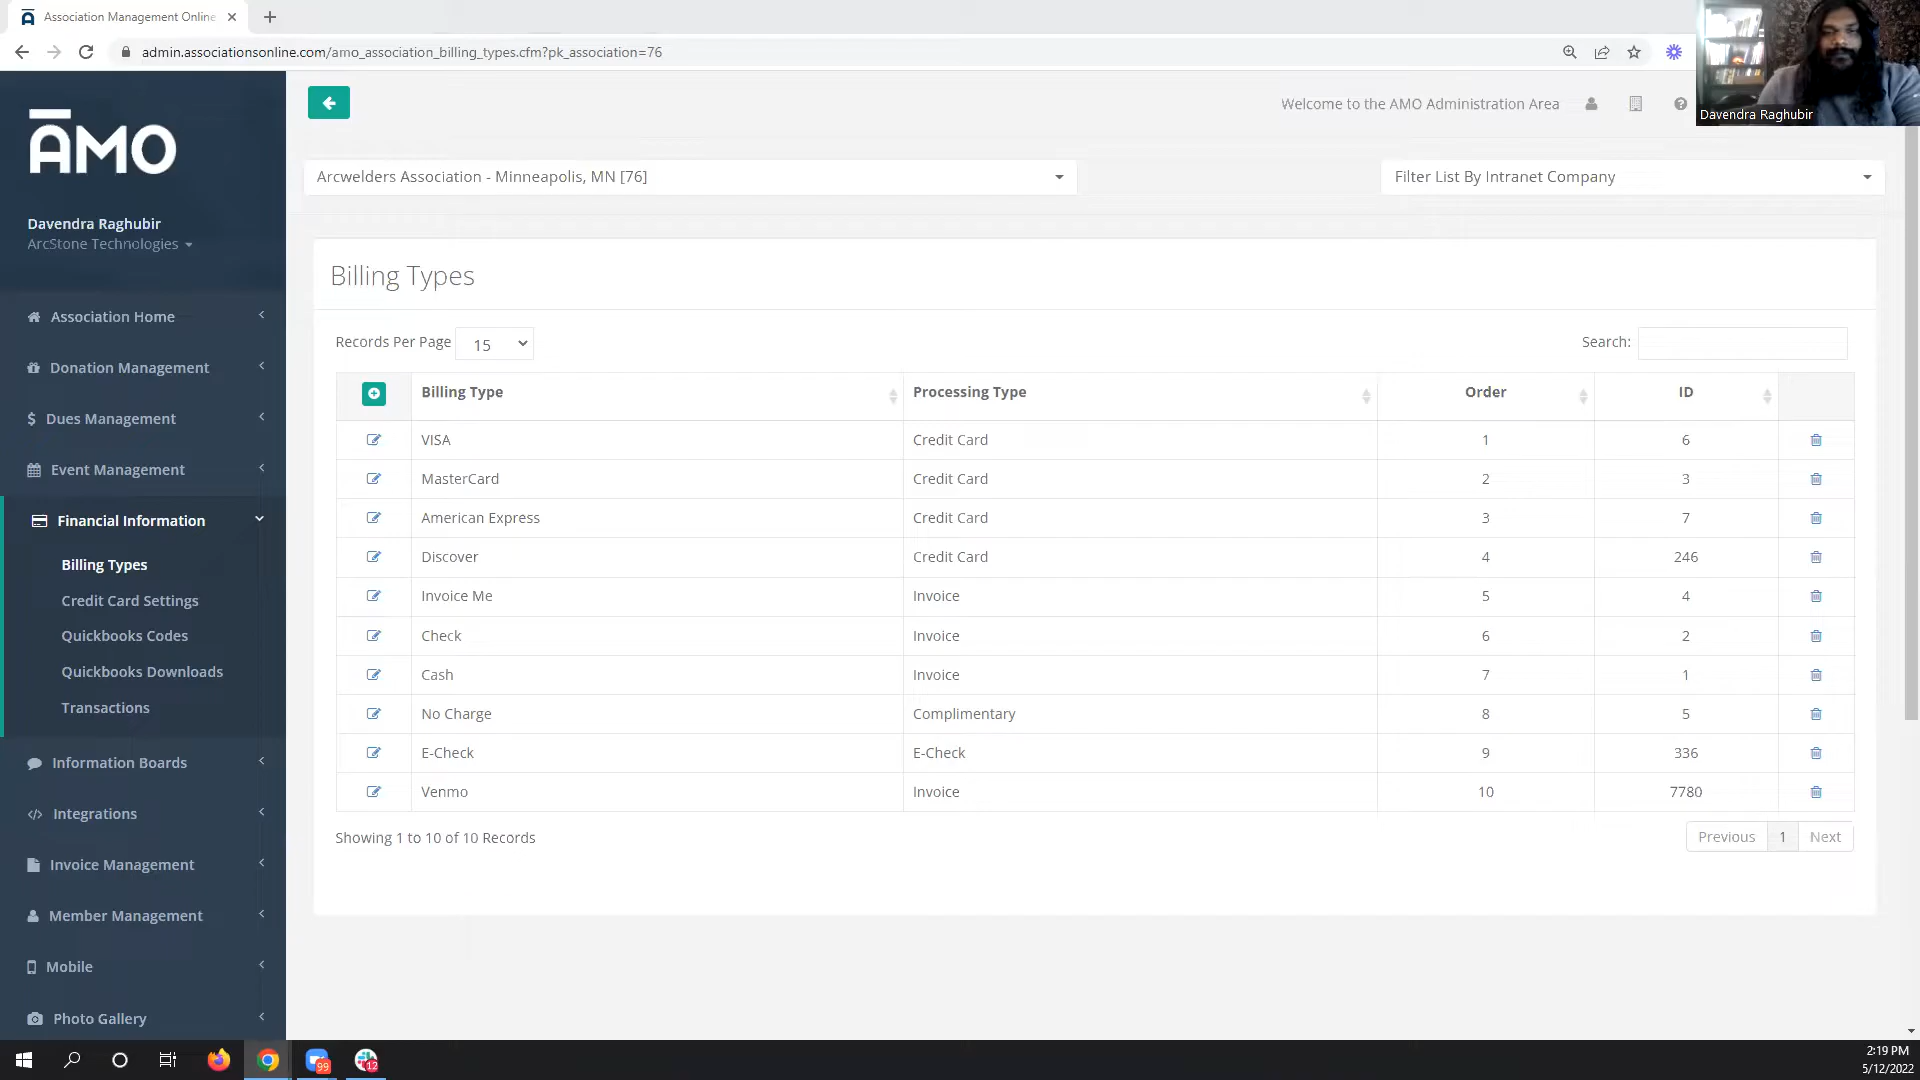 Association Management Online
admin.associationsonline.com/amo_association_billing_types.cfm?pk_association=76
Davendra Raghubir
AMO
Welcome to the AMO Administration Area
Arcwelders Association - Minneapolis, MN [76]
Filter List By Intranet Company
Davendra Raghubir
ArcStone Technologies
Association Home
Donation Management
Dues Management
Event Management
Financial Information
Billing Types
Credit Card Settings
Quickbooks Codes
Quickbooks Downloads
Transactions
Information Boards
Integrations
Invoice Management
Member Management
Mobile
Photo Gallery
Billing Types
Records Per Page 15
Search:
Billing Type Processing Type Order ID
VISA Credit Card 1 6
MasterCard Credit Card 2 3
American Express Credit Card 3 7
Discover Credit Card 4 246
Invoice Me Invoice 5 4
Check Invoice 6 2
Cash Invoice 7 1
No Charge Complimentary 8 5
E-Check E-Check 9 336
Venmo Invoice 10 7780
Showing 1 to 10 of 10 Records
Previous 1 Next
99
12
2:19 PM
5/12/2022